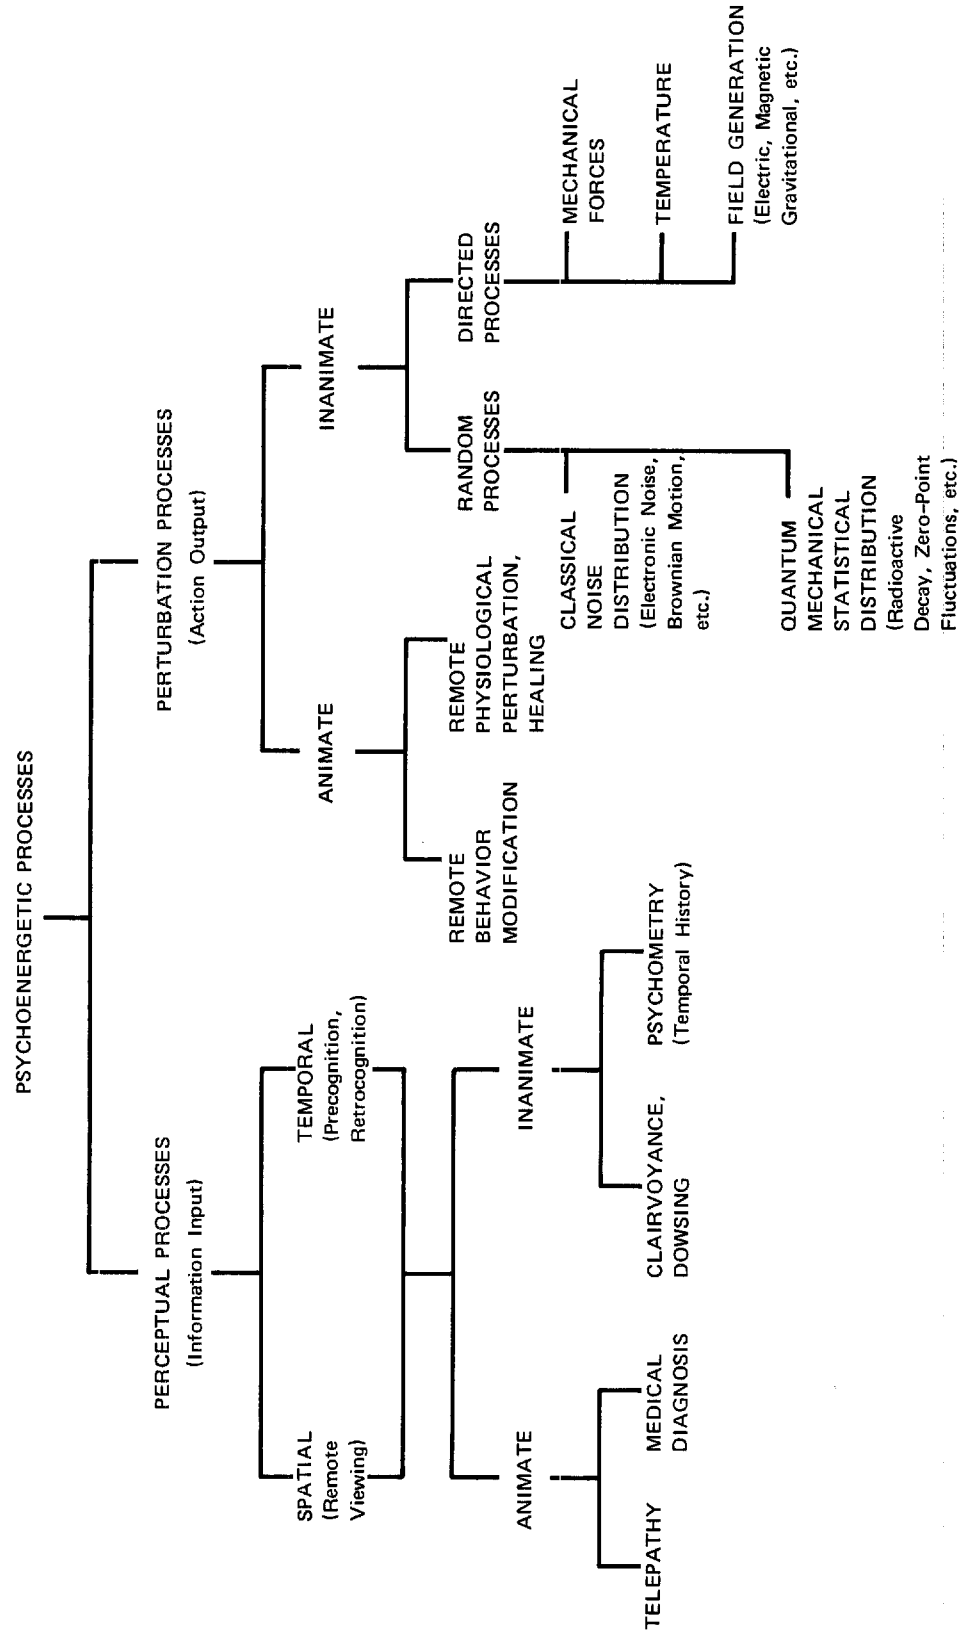 PSYCHOENERGETIC PROCESSES
PERCEPTUAL PROCESSES
(Information Input)
PERTURBATION PROCESSES
(Action Output)
SPATIAL
(Remote
Viewing)
TEMPORAL
(Precognition,
Retrocognition)
ANIMATE
INANIMATE
TELEPATHY
MEDICAL
DIAGNOSIS
CLAIRVOYANCE,
DOWSING
PSYCHOMETRY
(Temporal History)
ANIMATE
INANIMATE
REMOTE
BEHAVIOR
MODIFICATION
REMOTE
PHYSIOLOGICAL
PERTURBATION,
HEALING
RANDOM
PROCESSES
DIRECTED
PROCESSES
CLASSICAL
NOISE
DISTRIBUTION
(Electronic Noise,
Brownian Motion,
etc.)
QUANTUM
MECHANICAL
STATISTICAL
DISTRIBUTION
(Radioactive
Decay, Zero-Point
Fluctuations, etc.)
MECHANICAL
FORCES
TEMPERATURE
FIELD GENERATION
(Electric, Magnetic
Gravitational, etc.)